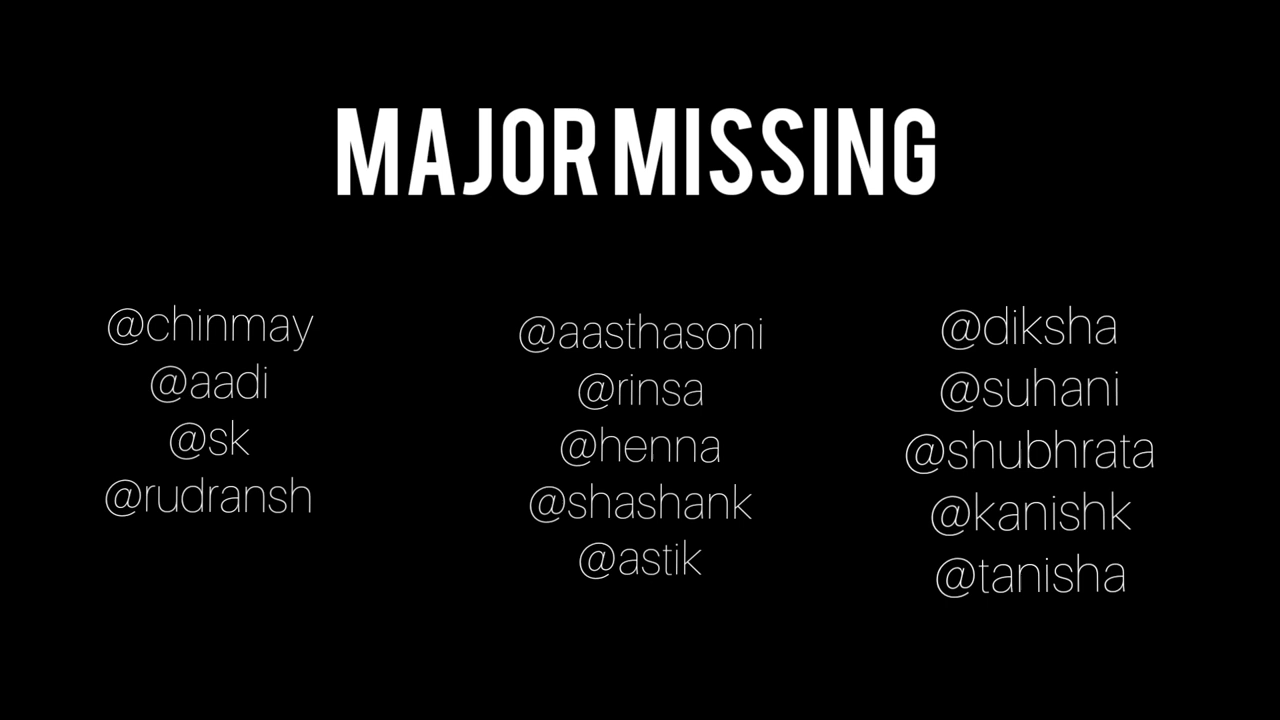 MAJOR MISSING
@chinmay
@aadi
@sk
@rudransh
@aasthasoni
@rinsa
@henna
@shashank
@astik
@diksha
@suhani
@shubhrata
@kanishk
@tanisha